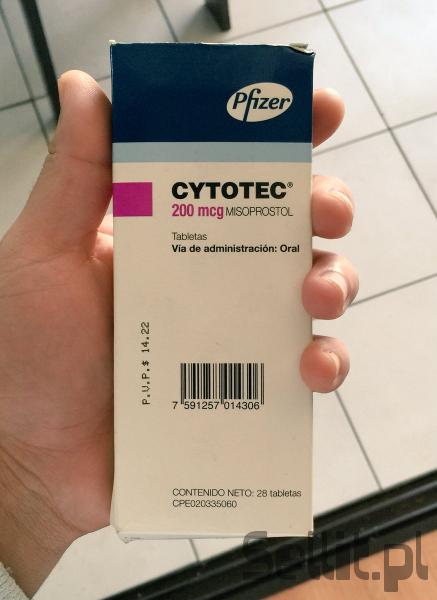 Pfizer
CYTOTEC®
200 mcg MISOPROSTOL
Tabletas
Vía de administración: Oral
P.V.P.$ 14.22
7 591257 014306
CONTENIDO NETO: 28 tabletas
CPE020335060
Sellit.pl